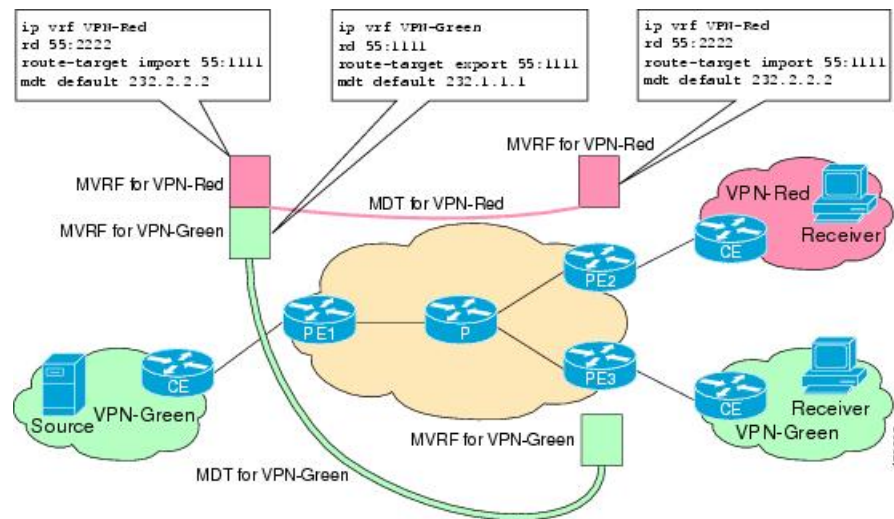 ip vrf VPN-Red
rd 55:2222
route-target import 55:1111
mdt default 232.2.2.2
ip vrf VPN-Green
rd 55:1111
route-target export 55:1111
mdt default 232.1.1.1
ip vrf VPN-Red
rd 55:2222
route-target import 55:1111
mdt default 232.2.2.2
MVRF for VPN-Red
MVRF for VPN-Red
MDT for VPN-Red
MVRF for VPN-Green
VPN-Red
Receiver
CE
PE2
PE1
P
PE3
CE
Source
VPN-Green
CE
Receiver
VPN-Green
MVRF for VPN-Green
MDT for VPN-Green